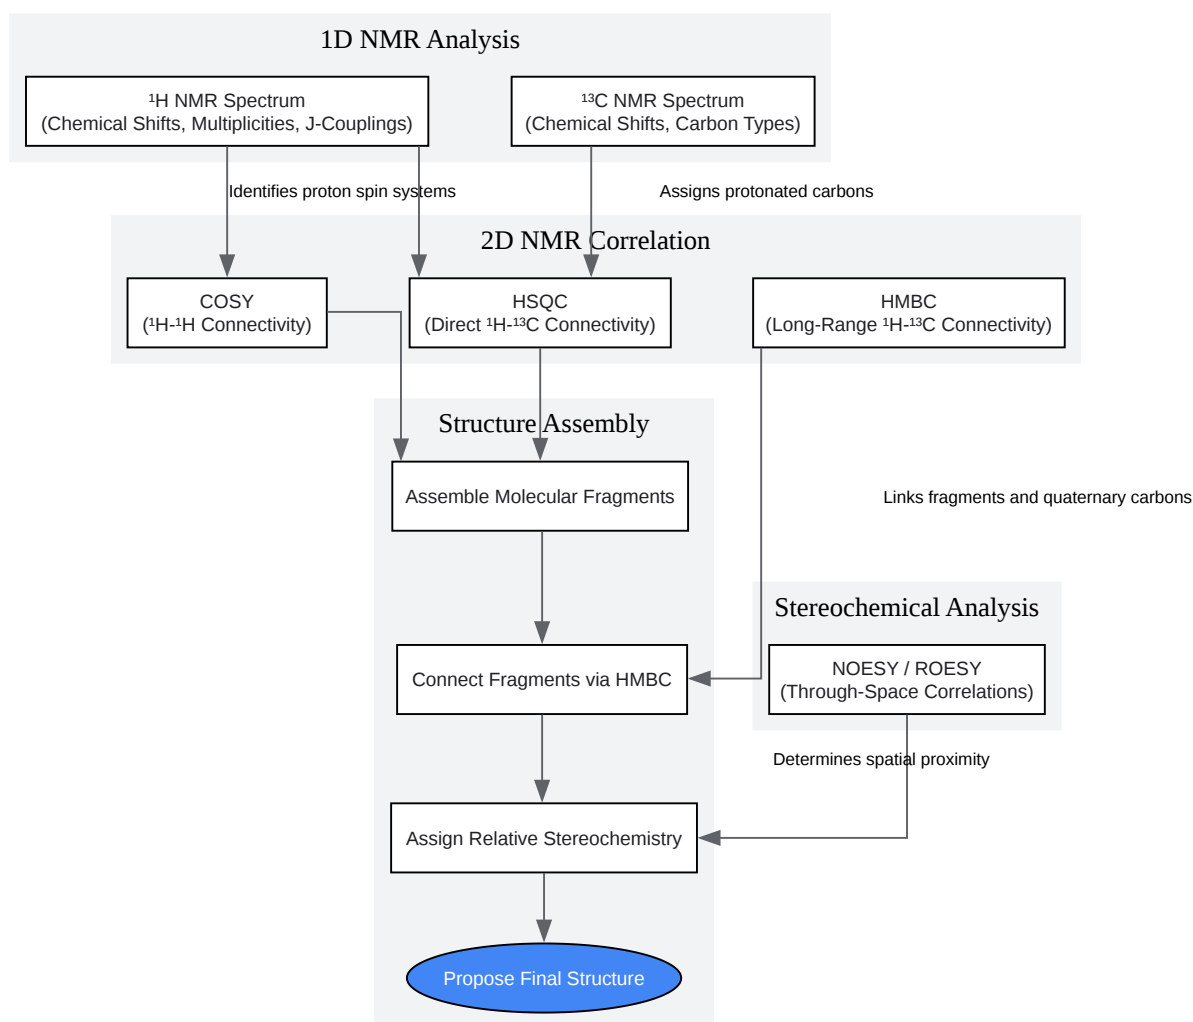 1D NMR Analysis
¹H NMR Spectrum
(Chemical Shifts, Multiplicities, J-Couplings)
¹³C NMR Spectrum
(Chemical Shifts, Carbon Types)
Identifies proton spin systems
Assigns protonated carbons
2D NMR Correlation
COSY
(¹H-¹H Connectivity)
HSQC
(Direct ¹H-¹³C Connectivity)
HMBC
(Long-Range ¹H-¹³C Connectivity)
Structure Assembly
Assemble Molecular Fragments
Links fragments and quaternary carbons
Stereochemical Analysis
Connect Fragments via HMBC
NOESY / ROESY
(Through-Space Correlations)
Determines spatial proximity
Assign Relative Stereochemistry
Propose Final Structure